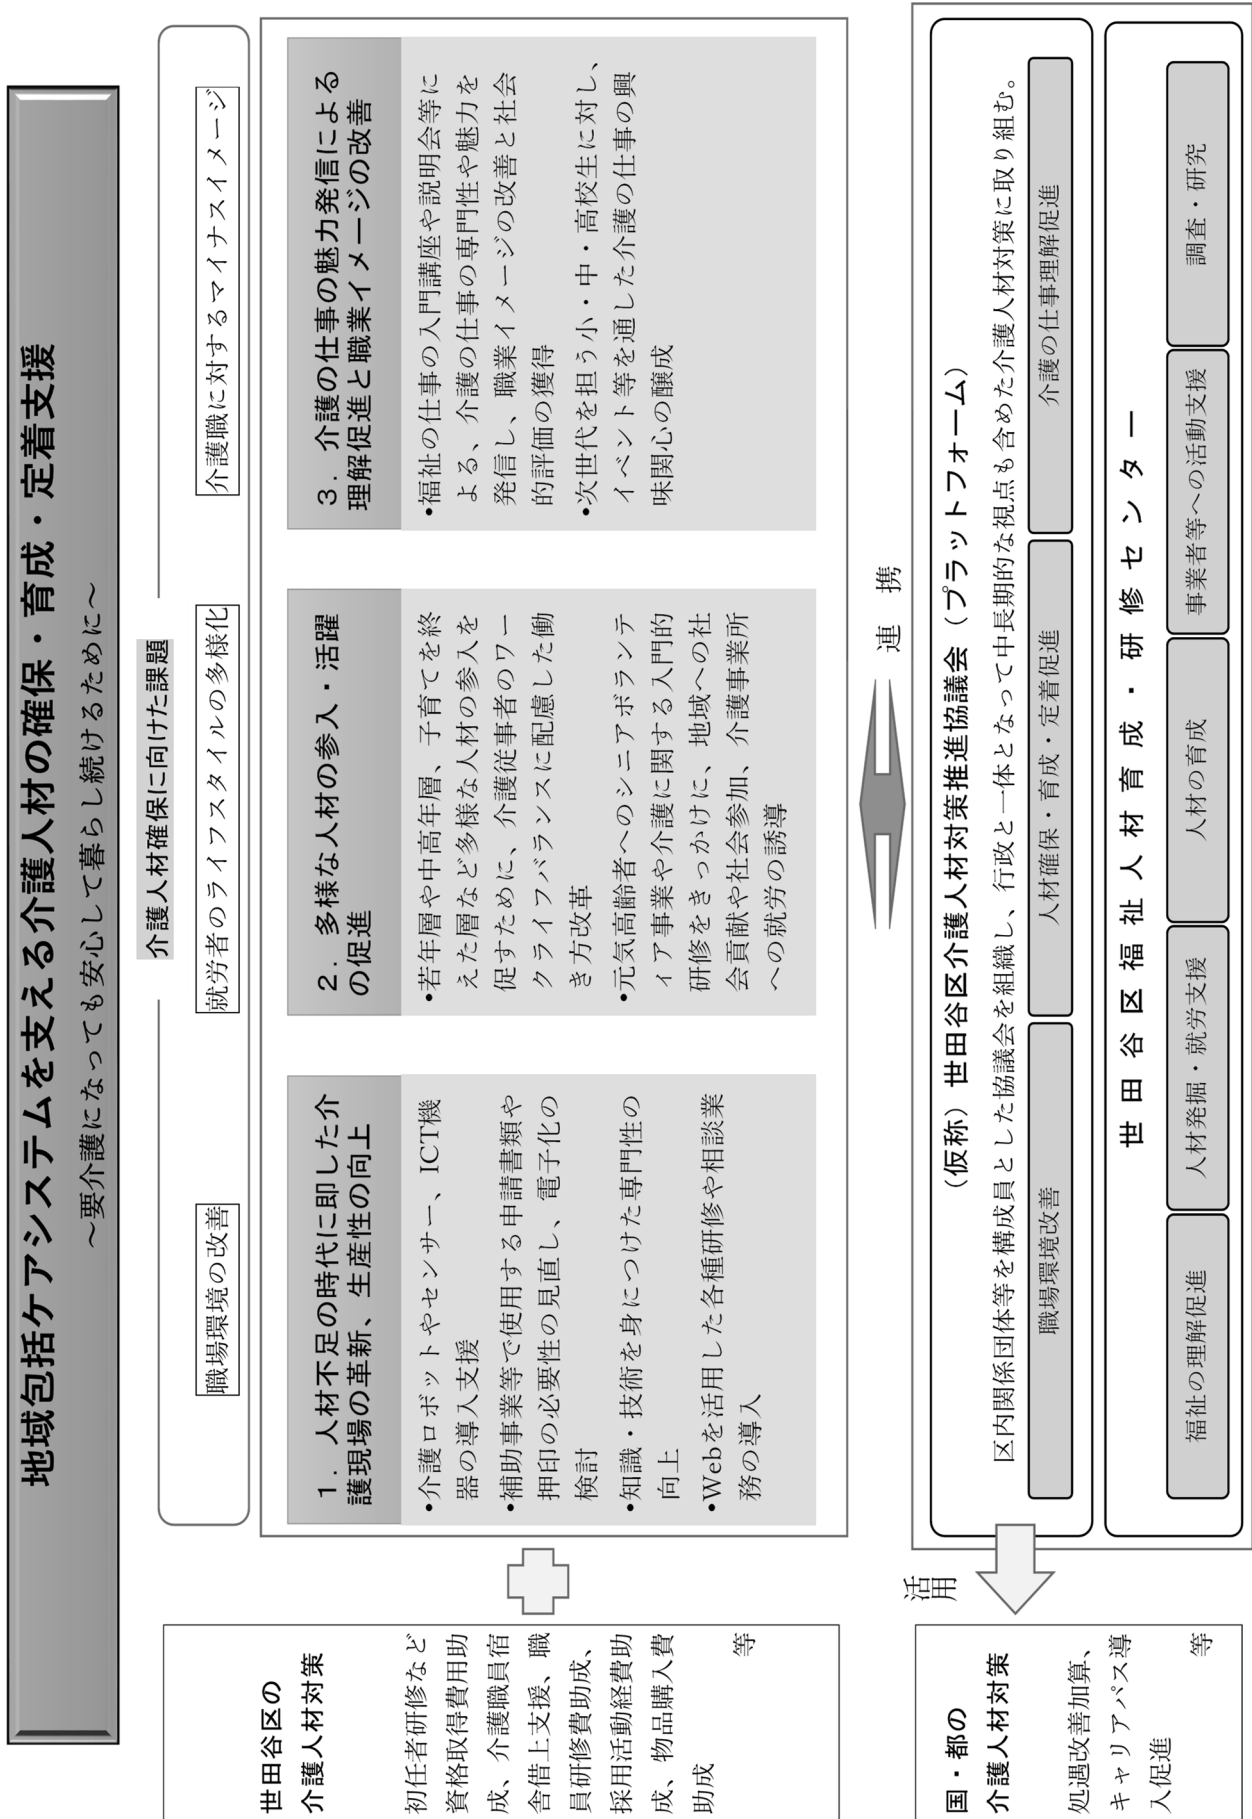 地域包括ケアシステムを支える介護人材の確保・育成・定着支援
～要介護になっても安心して暮らし続けるために～
介護人材確保に向けた課題
職場環境の改善
就労者のライフスタイルの多様化
介護職に対するマイナスイメージ
世田谷区の
介護人材対策
初任者研修など
資格取得費用助
成、介護職員宿
舎借上支援、職
員研修費助成、
採用活動経費助
成、物品購入費
助成
等
1．人材不足の時代に即した介
護現場の革新、生産性の向上
•介護ロボットやセンサー、ICT機
器の導入支援
•補助事業等で使用する申請書類や
押印の必要性の見直し、電子化の
検討
•知識・技術を身につけた専門性の
向上
•Webを活用した各種研修や相談業
務の導入
2．多様な人材の参入・活躍
の促進
•若年層や中高年層、子育てを終
えた層など多様な人材の参入を
促すために、介護従事者のワー
クライフバランスに配慮した働
き方改革
•元気高齢者へのシニアボランテ
ィア事業や介護に関する入門的
研修をきっかけに、地域への社
会貢献や社会参加、介護事業所
への就労の誘導
3．介護の仕事の魅力発信による
理解促進と職業イメージの改善
•福祉の仕事の入門講座や説明会等に
よる、介護の仕事の専門性や魅力を
発信し、職業イメージの改善と社会
的評価の獲得
•次世代を担う小・中・高校生に対し、
イベント等を通した介護の仕事の興
味関心の醸成
連　携
国・都の
介護人材対策
処遇改善加算、
キャリアパス導
入促進
等
活用
（仮称）世田谷区介護人材対策推進協議会（プラットフォーム）
区内関係団体等を構成員とした協議会を組織し、行政と一体となって中長期的な視点も含めた介護人材対策に取り組む。
職場環境改善
人材確保・育成・定着促進
介護の仕事理解促進
世田谷区福祉人材育成・研修センター
福祉の理解促進
人材発掘・就労支援
人材の育成
事業者等への活動支援
調査・研究